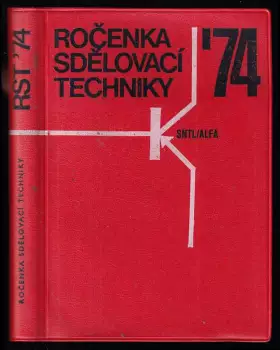 RST '74
ROČENKA SDĚLOVACÍ TECHNIKY
ROČENKA
SDĚLOVACÍ
TECHNIKY
'74
SNTL/ALFA